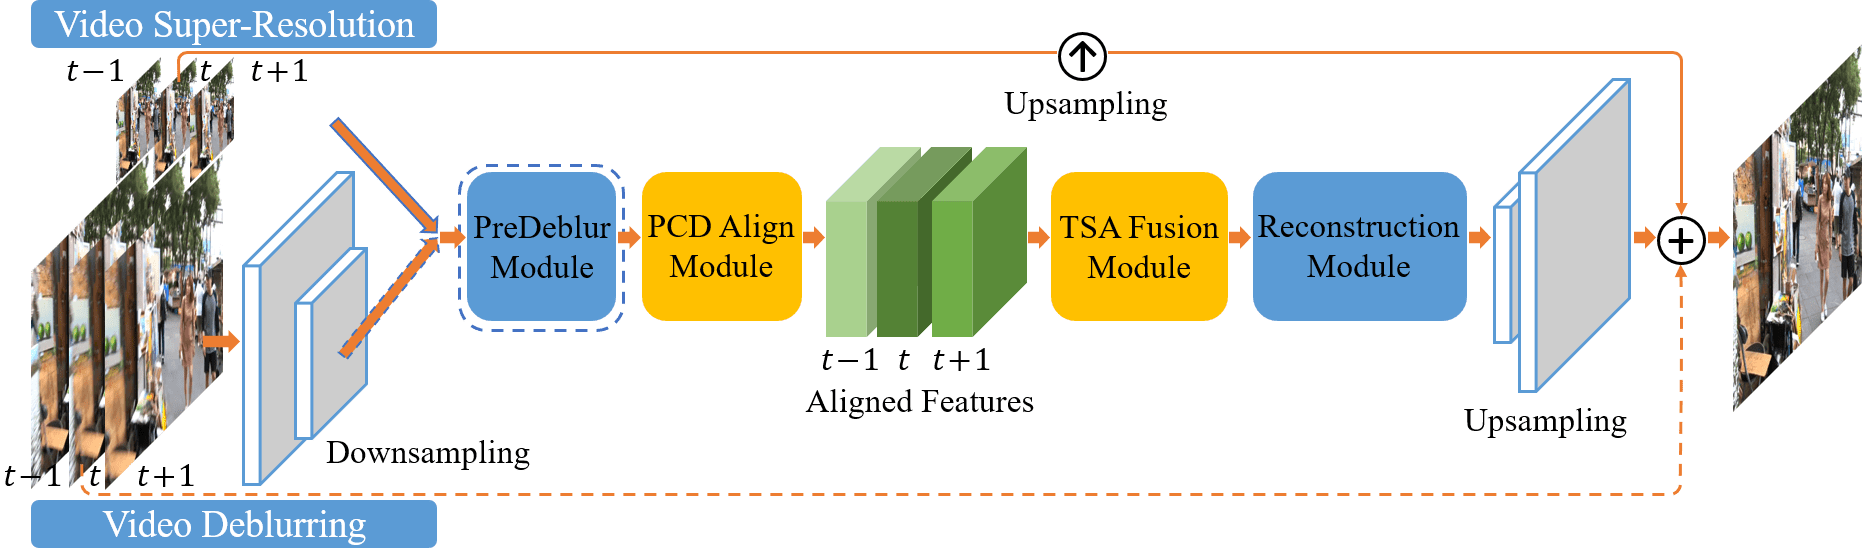 Video Super-Resolution
t−1 t t+1
Upsampling
PreDeblur
Module
PCD Align
Module
t−1 t t+1
Aligned Features
TSA Fusion
Module
Reconstruction
Module
Upsampling
Downsampling
t−1 t t+1
Video Deblurring